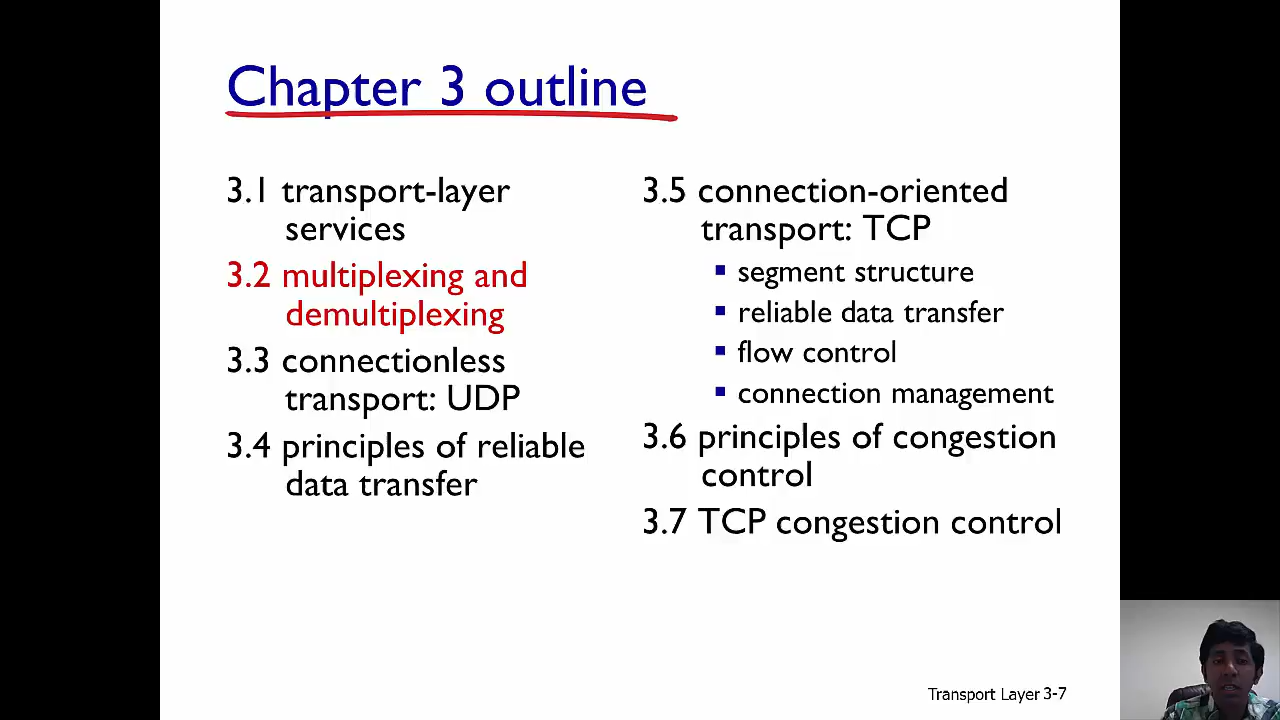 Chapter 3 outline
3.1 transport-layer
services
3.2 multiplexing and
demultiplexing
3.3 connectionless
transport: UDP
3.4 principles of reliable
data transfer
3.5 connection-oriented
transport: TCP
segment structure
reliable data transfer
flow control
connection management
3.6 principles of congestion
control
3.7 TCP congestion control
Transport Layer 3-7